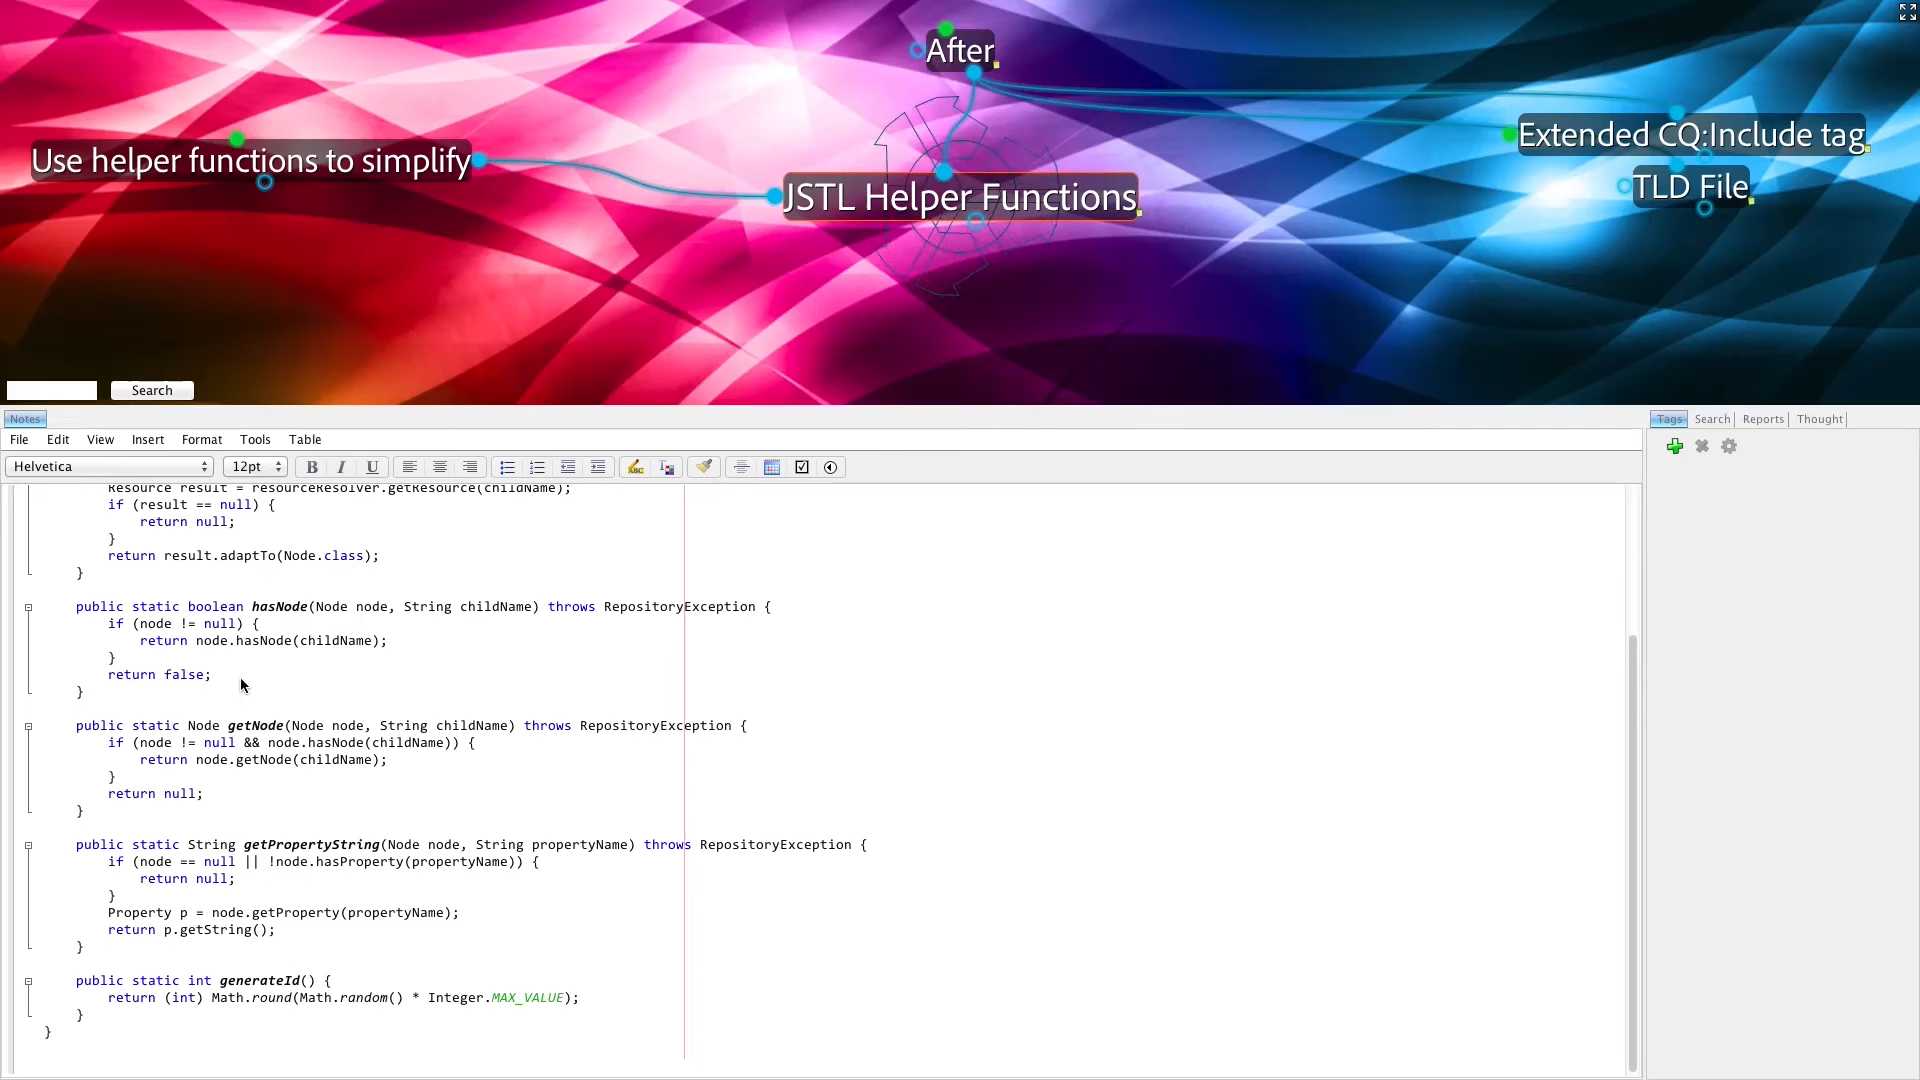 After
Use helper functions to simplify
JSTL Helper Functions
Extended CQ:Include tag
TLD File
Search
Notes
Tags Search Reports Thought
File Edit View Insert Format Tools Table
Helvetica 12pt B I U ABC
Resource result = resourceResolver.getResource(childName);
if (result == null) {
return null;
}
return result.adaptTo(Node.class);
}
public static boolean hasNode(Node node, String childName) throws RepositoryException {
if (node != null) {
return node.hasNode(childName);
}
return false;
}
public static Node getNode(Node node, String childName) throws RepositoryException {
if (node != null && node.hasNode(childName)) {
return node.getNode(childName);
}
return null;
}
public static String getPropertyString(Node node, String propertyName) throws RepositoryException {
if (node == null || !node.hasProperty(propertyName)) {
return null;
}
Property p = node.getProperty(propertyName);
return p.getString();
}
public static int generateId() {
return (int) Math.round(Math.random() * Integer.MAX_VALUE);
}
}